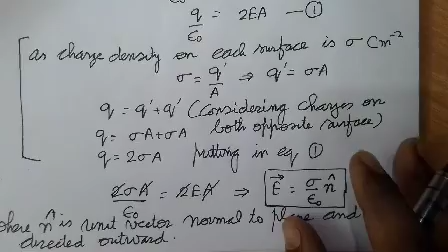 q/ε₀ = 2EA — ①
as charge density on each surface is σ Cm⁻²
σ = q'/A ⇒ q' = σA
q = q' + q' (Considering charges on
q = σA + σA both opposite surface)
q = 2σA putting in eq ①
2σA/ε₀ = 2EA ⇒ E⃗ = σ/ε₀ n̂
where n̂ is unit vector normal to plane and
directed outward.